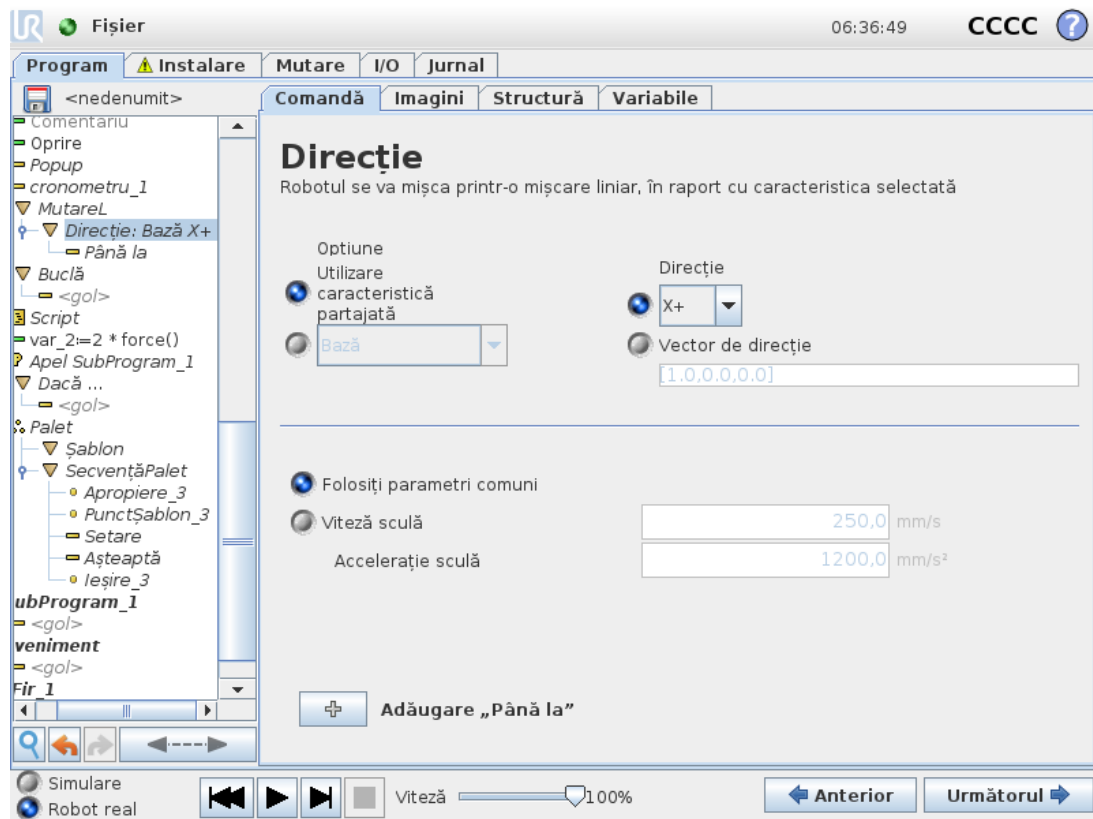 UR
Fișier
06:36:49
CCCC
?
Program
Instalare
Mutare
I/O
Jurnal
<nedenumit>
Comandă
Imagini
Structură
Variabile
Comentariu
Oprire
Popup
cronometru_1
MutareL
Direcție: Bază X+
Până la
Buclă
<gol>
Script
var_2:=2 * force()
Apel SubProgram_1
Dacă ...
<gol>
Palet
Șablon
SecvențăPalet
Apropiere_3
PunctȘablon_3
Setare
Așteaptă
Ieșire_3
ubProgram_1
<gol>
veniment
<gol>
Fir_1
Direcție
Robotul se va mișca printr-o mișcare liniar, în raport cu caracteristica selectată
Optiune
Utilizare
caracteristică
partajată
Bază
Direcție
X+
Vector de direcție
[1.0,0.0,0.0]
Folosiți parametri comuni
Viteză sculă
250,0 mm/s
Accelerație sculă
1200,0 mm/s²
Adăugare „Până la”
Simulare
Robot real
Viteză
100%
Anterior
Următorul